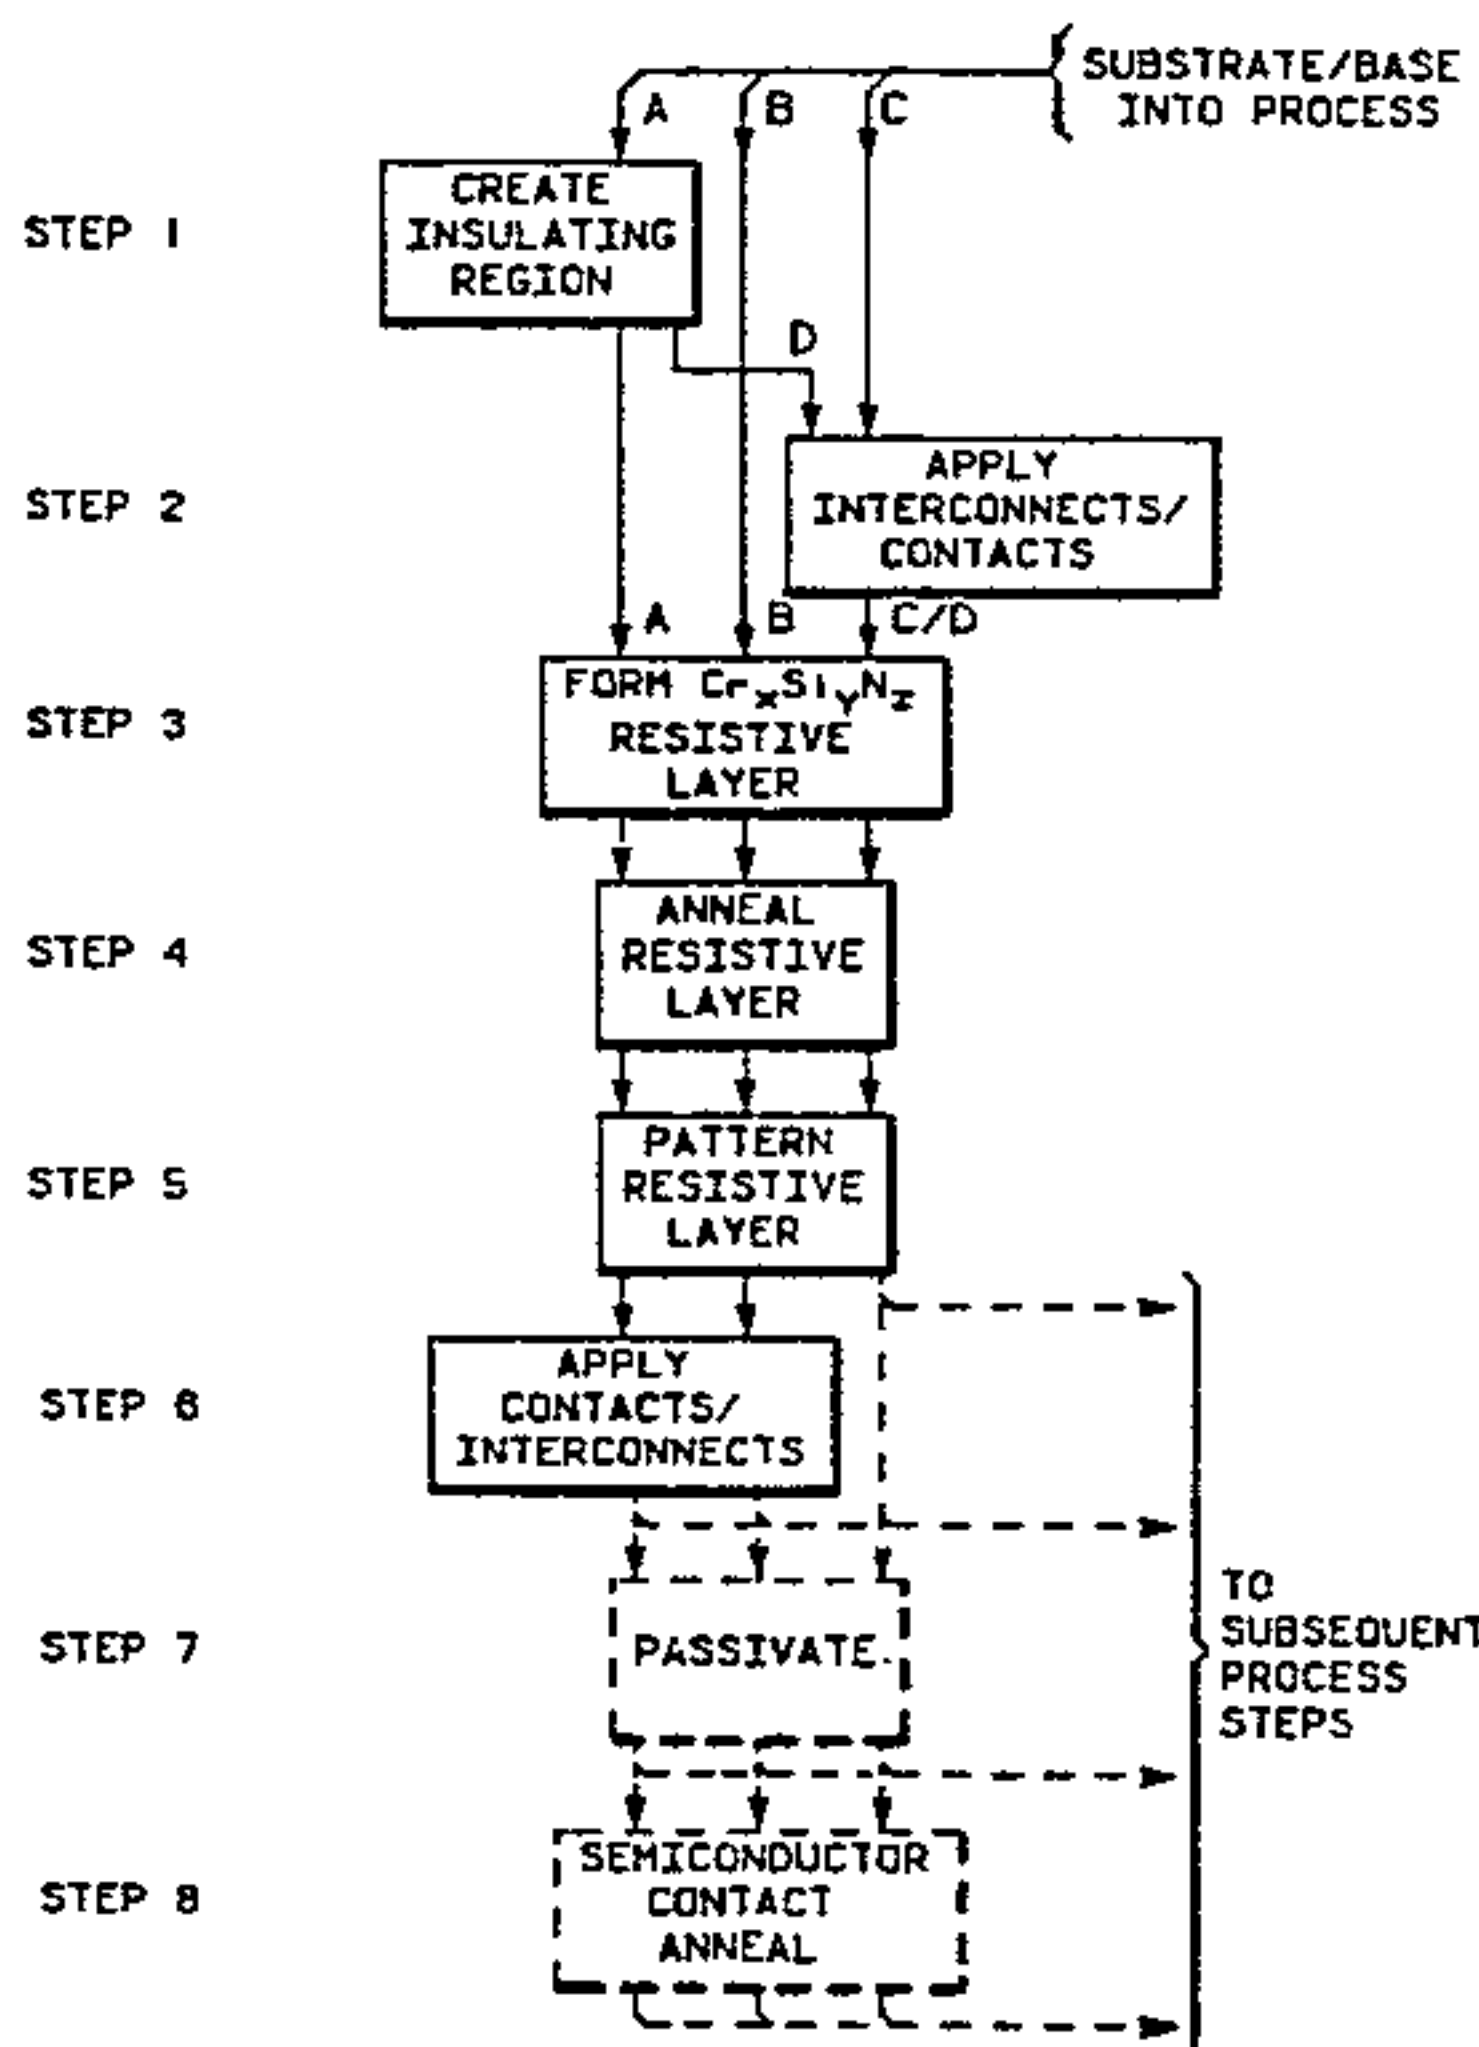 SUBSTRATE/BASE
INTO PROCESS
A
B
C
STEP 1
CREATE
INSULATING
REGION
D
STEP 2
APPLY
INTERCONNECTS/
CONTACTS
A
B
C/D
STEP 3
FORM CrXSiYNZ
RESISTIVE
LAYER
STEP 4
ANNEAL
RESISTIVE
LAYER
STEP 5
PATTERN
RESISTIVE
LAYER
STEP 6
APPLY
CONTACTS/
INTERCONNECTS
STEP 7
PASSIVATE
TO
SUBSEQUENT
PROCESS
STEPS
STEP 8
SEMICONDUCTOR
CONTACT
ANNEAL